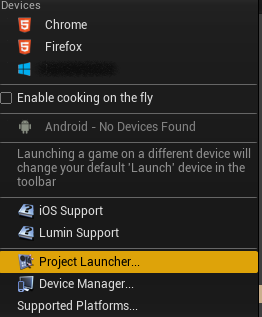 Devices
Chrome
Firefox
Enable cooking on the fly
Android - No Devices Found
Launching a game on a different device will
change your default 'Launch' device in the
toolbar
iOS Support
Lumin Support
Project Launcher...
Device Manager...
Supported Platforms...